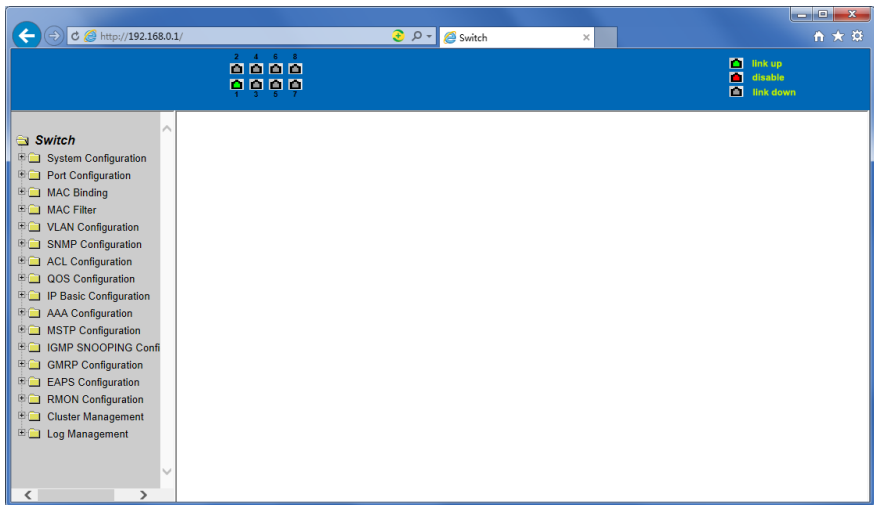 http://192.168.0.1/
Switch
2 4 6 8
1 3 5 7
link up
disable
link down
Switch
System Configuration
Port Configuration
MAC Binding
MAC Filter
VLAN Configuration
SNMP Configuration
ACL Configuration
QOS Configuration
IP Basic Configuration
AAA Configuration
MSTP Configuration
IGMP SNOOPING Confi
GMRP Configuration
EAPS Configuration
RMON Configuration
Cluster Management
Log Management